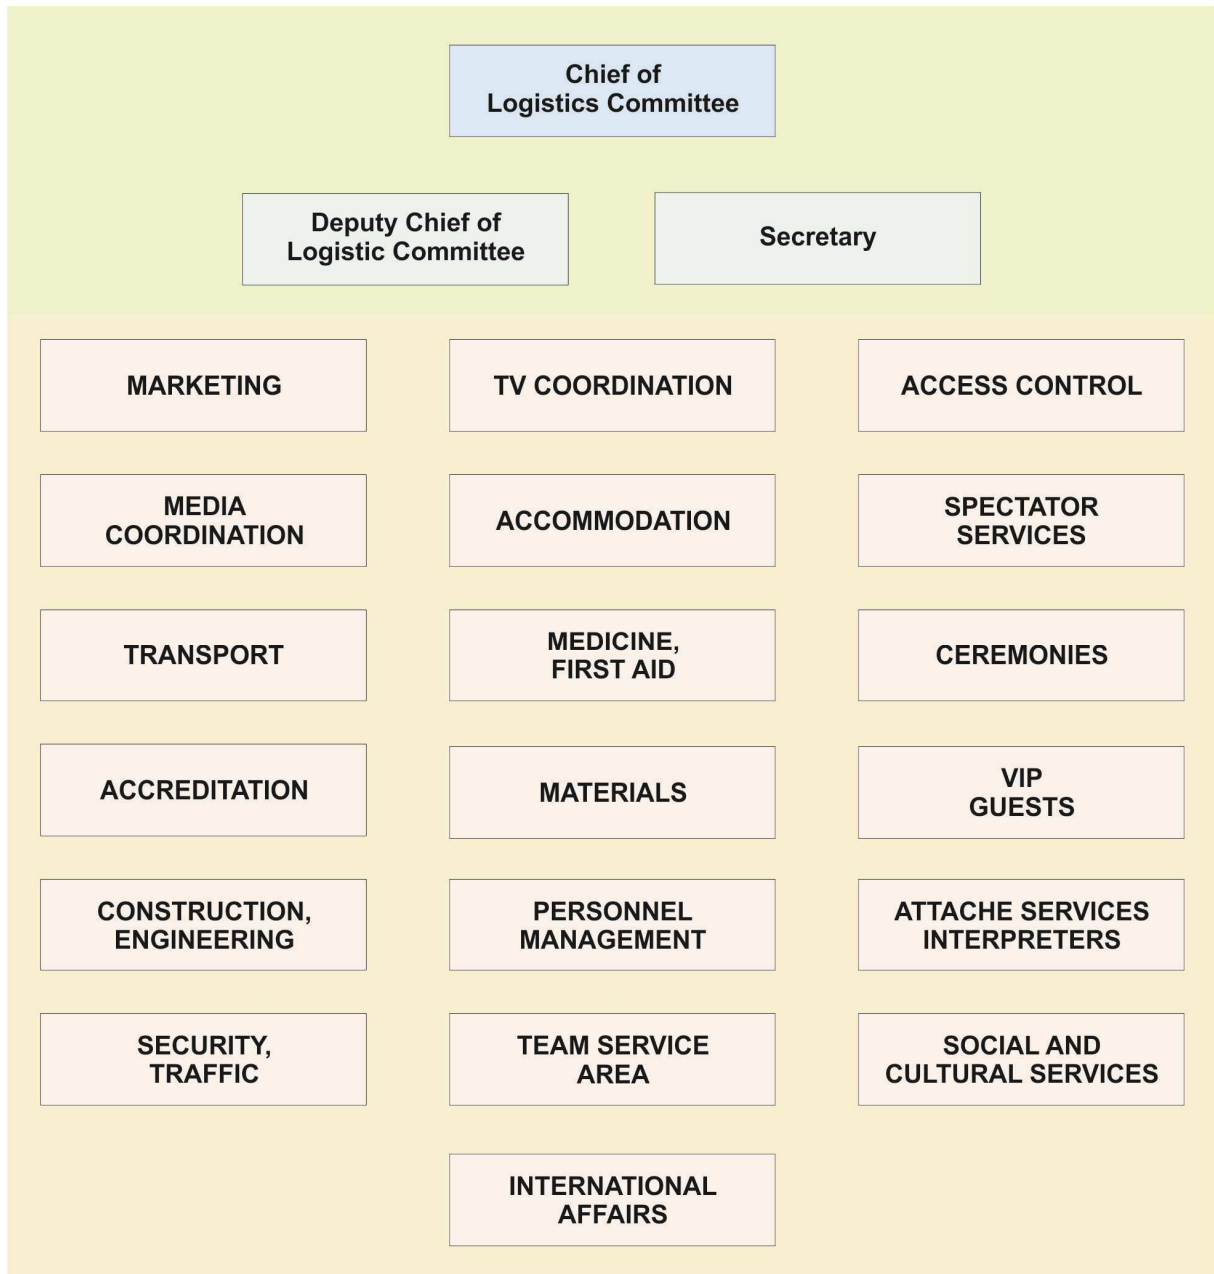 Chief of
Logistics Committee
Deputy Chief of
Logistic Committee
Secretary
MARKETING
TV COORDINATION
ACCESS CONTROL
MEDIA
COORDINATION
ACCOMMODATION
SPECTATOR
SERVICES
TRANSPORT
MEDICINE,
FIRST AID
CEREMONIES
ACCREDITATION
MATERIALS
VIP
GUESTS
CONSTRUCTION,
ENGINEERING
PERSONNEL
MANAGEMENT
ATTACHE SERVICES
INTERPRETERS
SECURITY,
TRAFFIC
TEAM SERVICE
AREA
SOCIAL AND
CULTURAL SERVICES
INTERNATIONAL
AFFAIRS